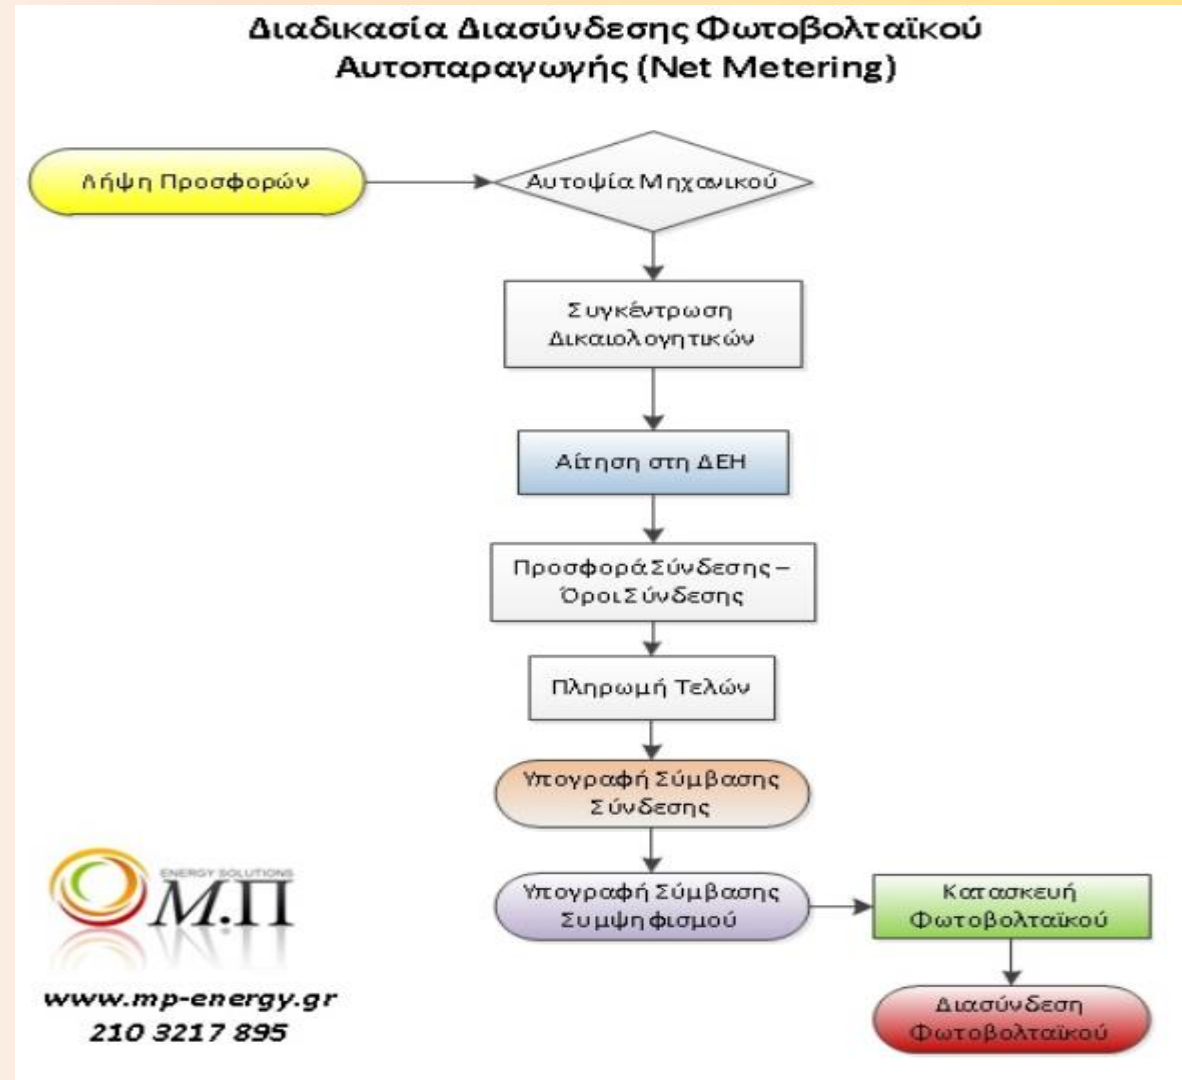 Διαδικασία Διασύνδεσης Φωτοβολταϊκού
Αυτοπαραγωγής (Net Metering)
Λήψη Προσφορών
Αυτοψία Μηχανικού
Συγκέντρωση
Δικαιολογητικών
Αίτηση στη ΔΕΗ
Προσφορά Σύνδεσης –
Όροι Σύνδεσης
Πληρωμή Τελών
Υπογραφή Σύμβασης
Σύνδεσης
Υπογραφή Σύμβασης
Συμψηφισμού
Κατασκευή
Φωτοβολταϊκού
Διασύνδεση
Φωτοβολταϊκού
ENERGY SOLUTIONS
Μ.Π
www.mp-energy.gr
210 3217 895